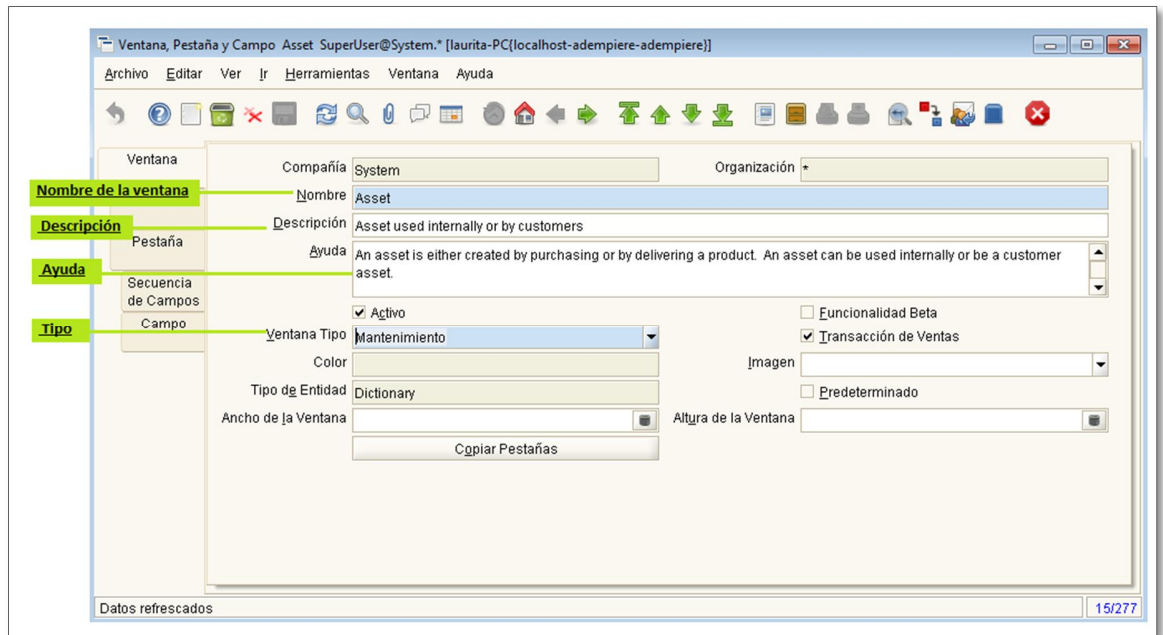 Ventana, Pestaña y Campo Asset SuperUser@System.* [laurita-PC{localhost-adempiere-adempiere}]
Archivo Editar Ver Ir Herramientas Ventana Ayuda
Ventana
Compañía System Organización *
Nombre de la ventana
Nombre Asset
Descripción
Descripción Asset used internally or by customers
Pestaña
Ayuda An asset is either created by purchasing or by delivering a product. An asset can be used internally or be a customer
asset.
Ayuda
Secuencia
de Campos
Activo Funcionalidad Beta
Campo
Tipo
Ventana Tipo Mantenimiento Transacción de Ventas
Color Imagen
Tipo de Entidad Dictionary Predeterminado
Ancho de la Ventana Altura de la Ventana
Copiar Pestañas
Datos refrescados 15/277